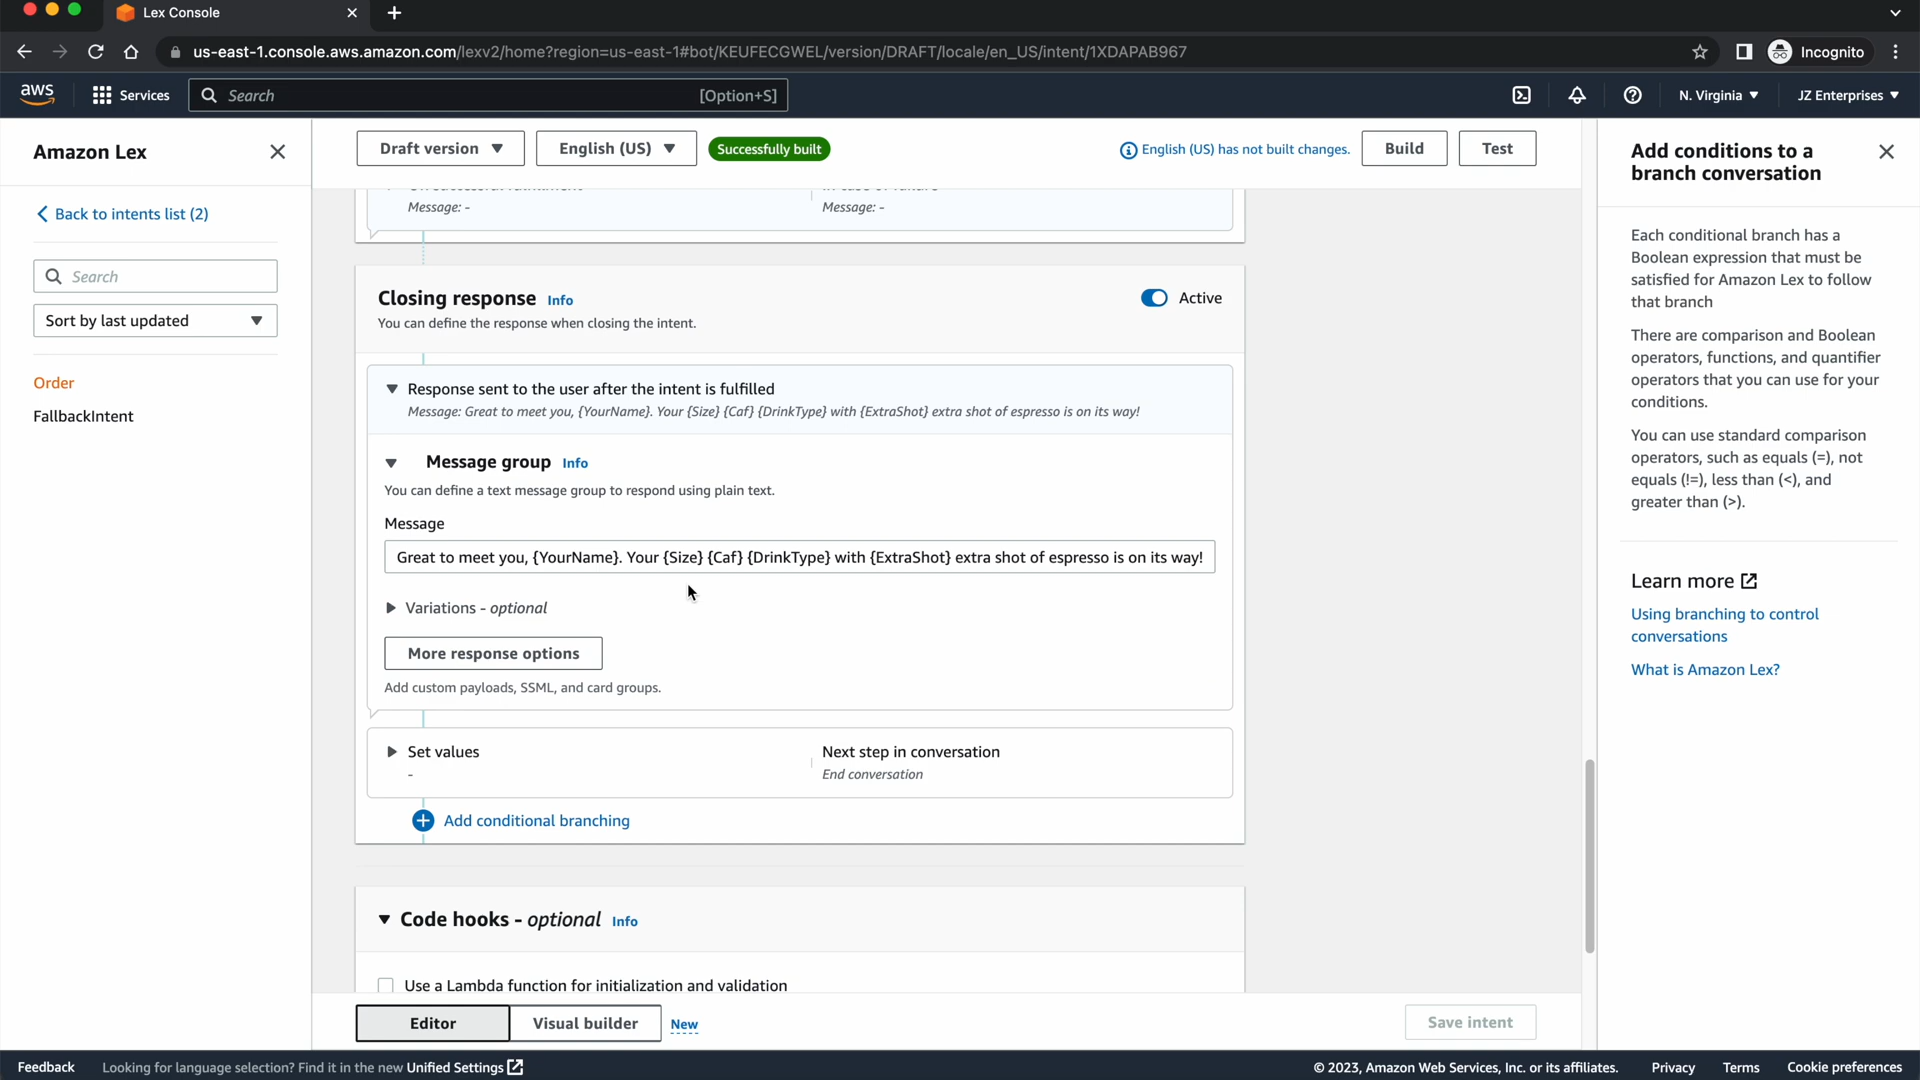 Lex Console
us-east-1.console.aws.amazon.com/lexv2/home?region=us-east-1#bot/KEUFECGWEL/version/DRAFT/locale/en_US/intent/1XDAPAB967
Incognito
aws
Services
Search
[Option+S]
N. Virginia
JZ Enterprises
Amazon Lex
Back to intents list (2)
Search
Sort by last updated
Order
FallbackIntent
Draft version
English (US)
Successfully built
English (US) has not built changes.
Build
Test
Message: -
Message: -
Closing response Info
Active
You can define the response when closing the intent.
Response sent to the user after the intent is fulfilled
Message: Great to meet you, {YourName}. Your {Size} {Caf} {DrinkType} with {ExtraShot} extra shot of espresso is on its way!
Message group Info
You can define a text message group to respond using plain text.
Message
Great to meet you, {YourName}. Your {Size} {Caf} {DrinkType} with {ExtraShot} extra shot of espresso is on its way!
Variations - optional
More response options
Add custom payloads, SSML, and card groups.
Set values
-
Next step in conversation
End conversation
Add conditional branching
Code hooks - optional Info
Use a Lambda function for initialization and validation
Editor
Visual builder
New
Save intent
Add conditions to a
branch conversation
Each conditional branch has a
Boolean expression that must be
satisfied for Amazon Lex to follow
that branch
There are comparison and Boolean
operators, functions, and quantifier
operators that you can use for your
conditions.
You can use standard comparison
operators, such as equals (=), not
equals (!=), less than (<), and
greater than (>).
Learn more
Using branching to control
conversations
What is Amazon Lex?
Feedback
Looking for language selection? Find it in the new Unified Settings
© 2023, Amazon Web Services, Inc. or its affiliates.
Privacy
Terms
Cookie preferences